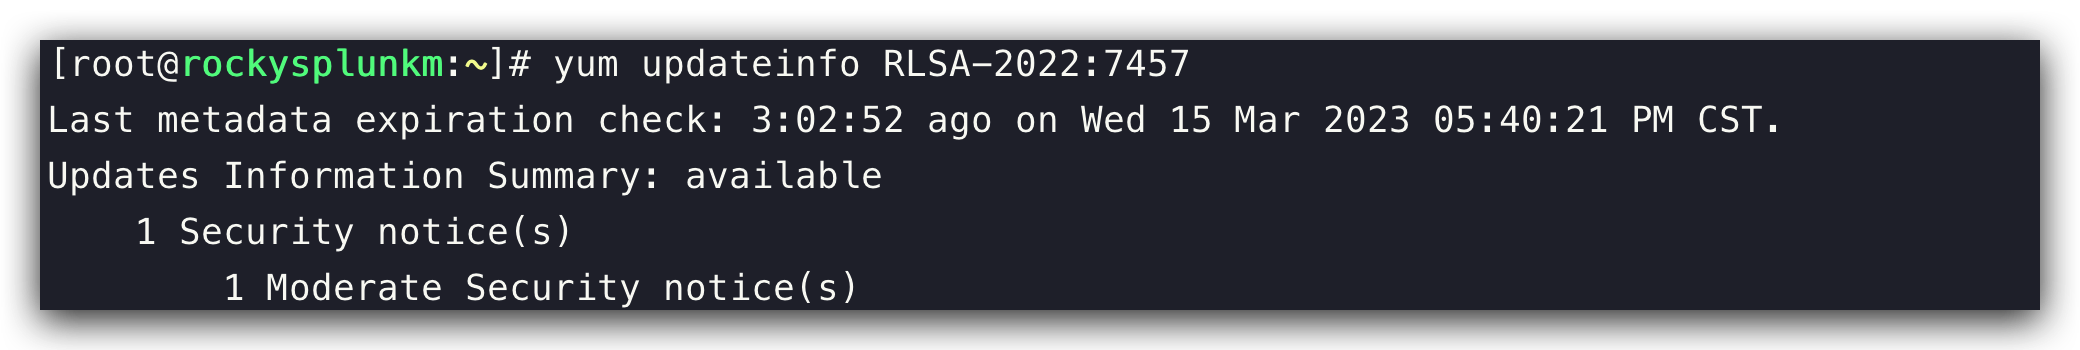 [root@rockysplunkm:~]# yum updateinfo RLSA-2022:7457
Last metadata expiration check: 3:02:52 ago on Wed 15 Mar 2023 05:40:21 PM CST.
Updates Information Summary: available
    1 Security notice(s)
        1 Moderate Security notice(s)